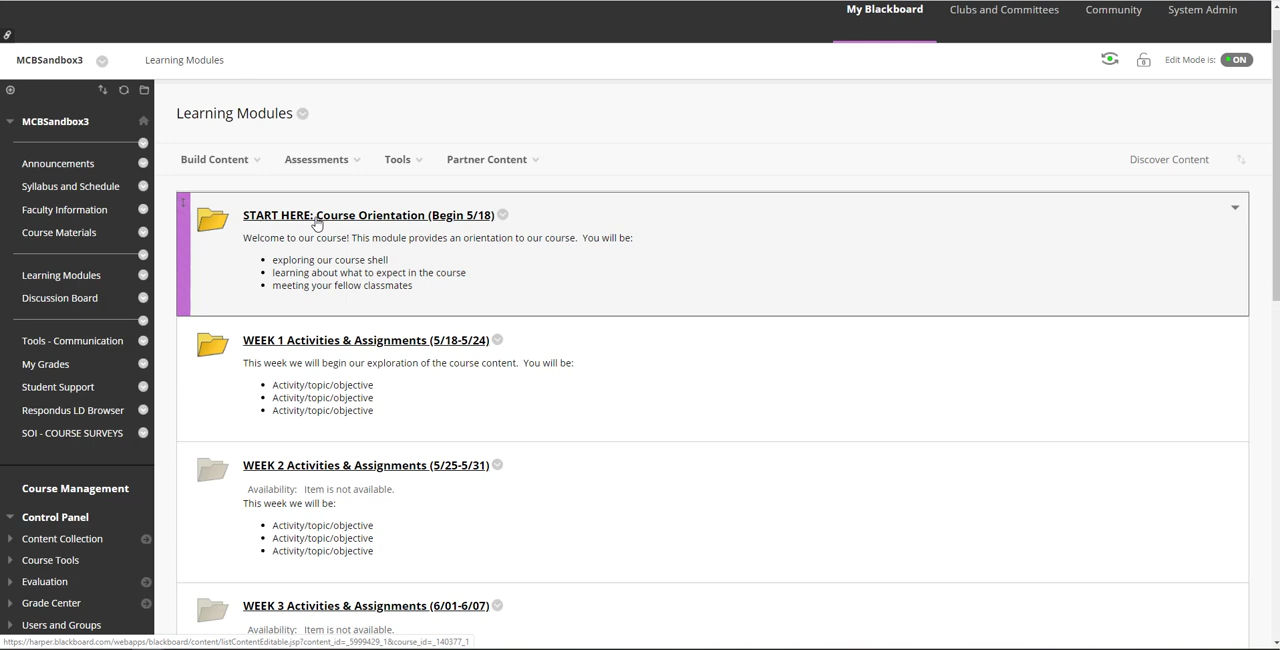 My Blackboard
Clubs and Committees
Community
System Admin
MCBSandbox3
Learning Modules
Edit Mode is:
ON
MCBSandbox3
Announcements
Syllabus and Schedule
Faculty Information
Course Materials
Learning Modules
Discussion Board
Tools - Communication
My Grades
Student Support
Respondus LD Browser
SOI - COURSE SURVEYS
Course Management
Control Panel
Content Collection
Course Tools
Evaluation
Grade Center
Users and Groups
Learning Modules
Build Content
Assessments
Tools
Partner Content
Discover Content
START HERE: Course Orientation (Begin 5/18)
Welcome to our course! This module provides an orientation to our course. You will be:
exploring our course shell
learning about what to expect in the course
meeting your fellow classmates
WEEK 1 Activities & Assignments (5/18-5/24)
This week we will begin our exploration of the course content. You will be:
Activity/topic/objective
Activity/topic/objective
Activity/topic/objective
WEEK 2 Activities & Assignments (5/25-5/31)
Availability: Item is not available.
This week we will be:
Activity/topic/objective
Activity/topic/objective
Activity/topic/objective
WEEK 3 Activities & Assignments (6/01-6/07)
Availability: Item is not available.
https://harper.blackboard.com/webapps/blackboard/content/listContentEditable.jsp?content_id=_5999429_1&course_id=_140377_1